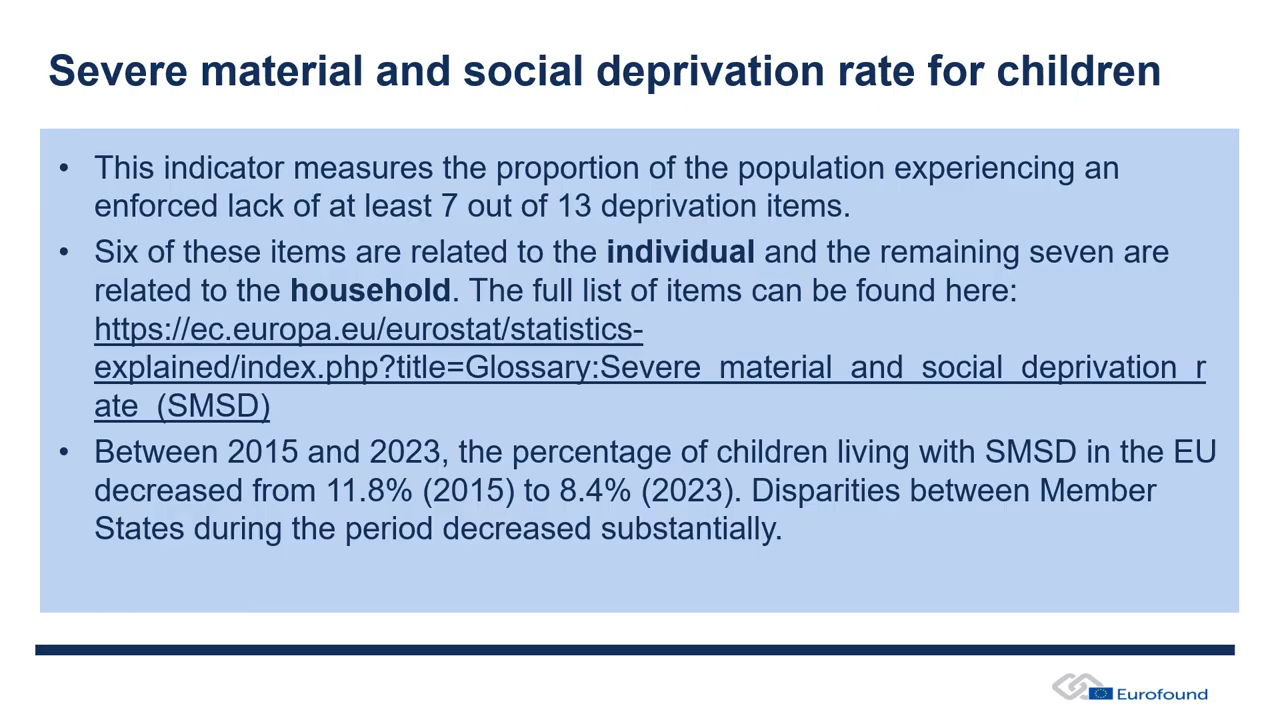 Severe material and social deprivation rate for children
• This indicator measures the proportion of the population experiencing an
enforced lack of at least 7 out of 13 deprivation items.
• Six of these items are related to the individual and the remaining seven are
related to the household. The full list of items can be found here:
https://ec.europa.eu/eurostat/statistics-
explained/index.php?title=Glossary:Severe_material_and_social_deprivation_r
ate_(SMSD)
• Between 2015 and 2023, the percentage of children living with SMSD in the EU
decreased from 11.8% (2015) to 8.4% (2023). Disparities between Member
States during the period decreased substantially.
Eurofound